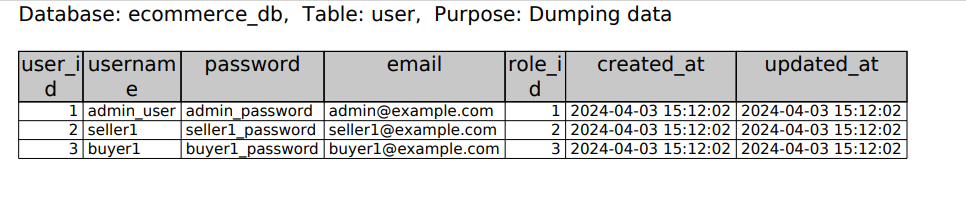 Database: ecommerce_db, Table: user, Purpose: Dumping data
user_id username password email role_id created_at updated_at
1 admin_user admin_password admin@example.com 1 2024-04-03 15:12:02 2024-04-03 15:12:02
2 seller1 seller1_password seller1@example.com 2 2024-04-03 15:12:02 2024-04-03 15:12:02
3 buyer1 buyer1_password buyer1@example.com 3 2024-04-03 15:12:02 2024-04-03 15:12:02